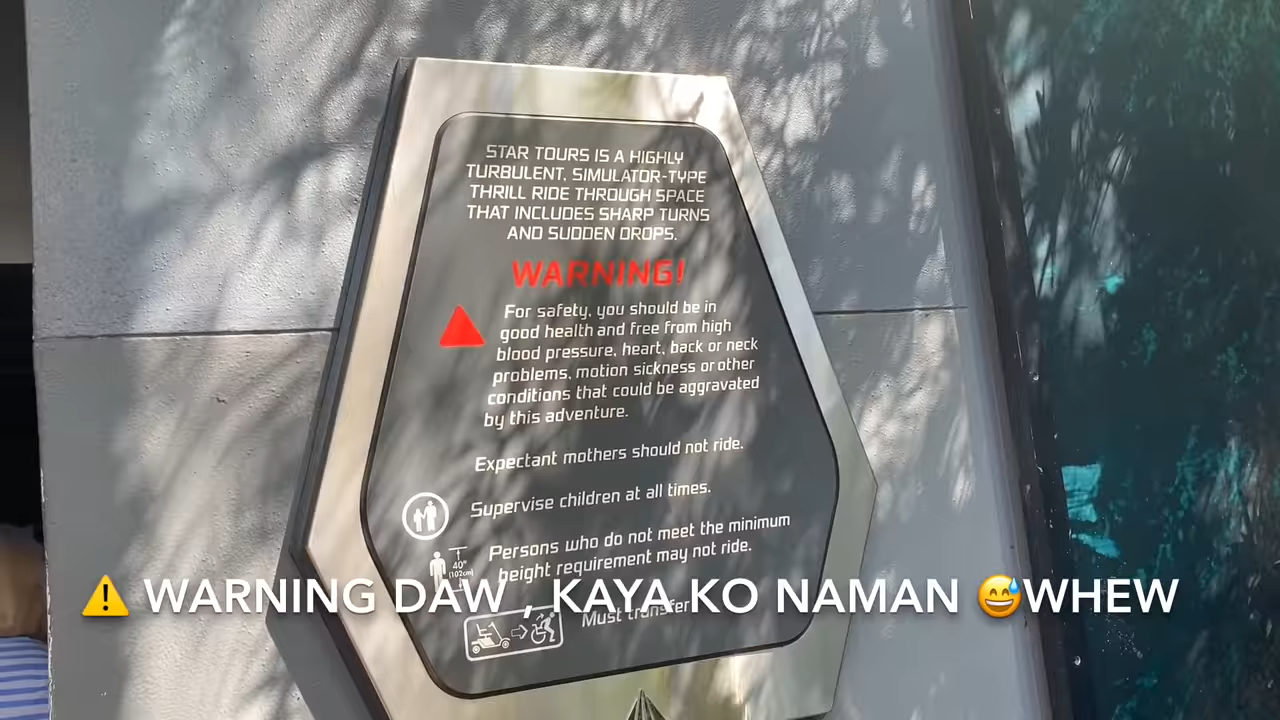 STAR TOURS IS A HIGHLY
TURBULENT, SIMULATOR-TYPE
THRILL RIDE THROUGH SPACE
THAT INCLUDES SHARP TURNS
AND SUDDEN DROPS.
WARNING!
For safety, you should be in
good health and free from high
blood pressure, heart, back or neck
problems, motion sickness or other
conditions that could be aggravated
by this adventure.
Expectant mothers should not ride.
Supervise children at all times.
Persons who do not meet the minimum
height requirement may not ride.
40"
(102cm)
⚠️ WARNING DAW , KAYA KO NAMAN 😅WHEW
Must transfer